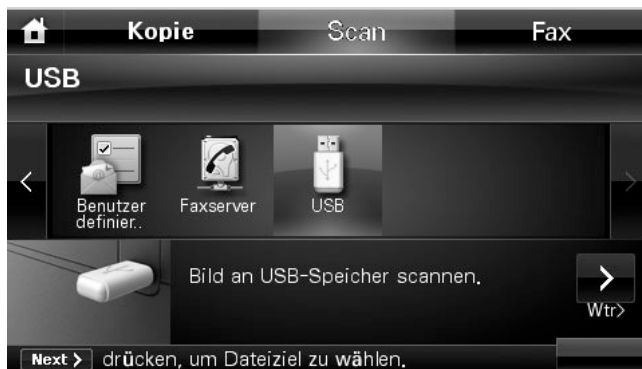 Kopie Scan Fax
USB
Benutzer Faxserver USB
definier..
Bild an USB-Speicher scannen.
Wtr>
Next > drücken, um Dateiziel zu wählen.